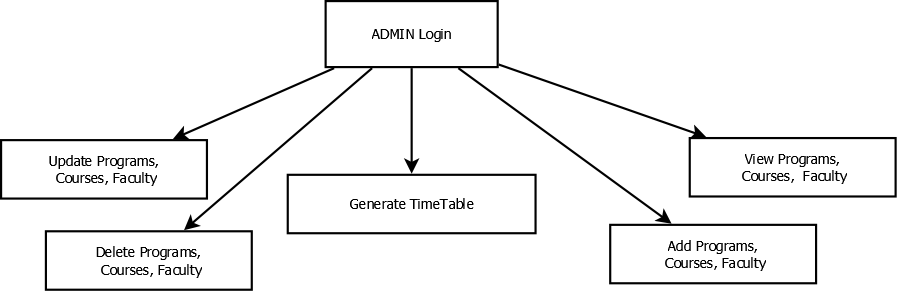 ADMIN Login
Update Programs,
Courses, Faculty
View Programs,
Courses, Faculty
Generate TimeTable
Delete Programs,
Courses, Faculty
Add Programs,
Courses, Faculty